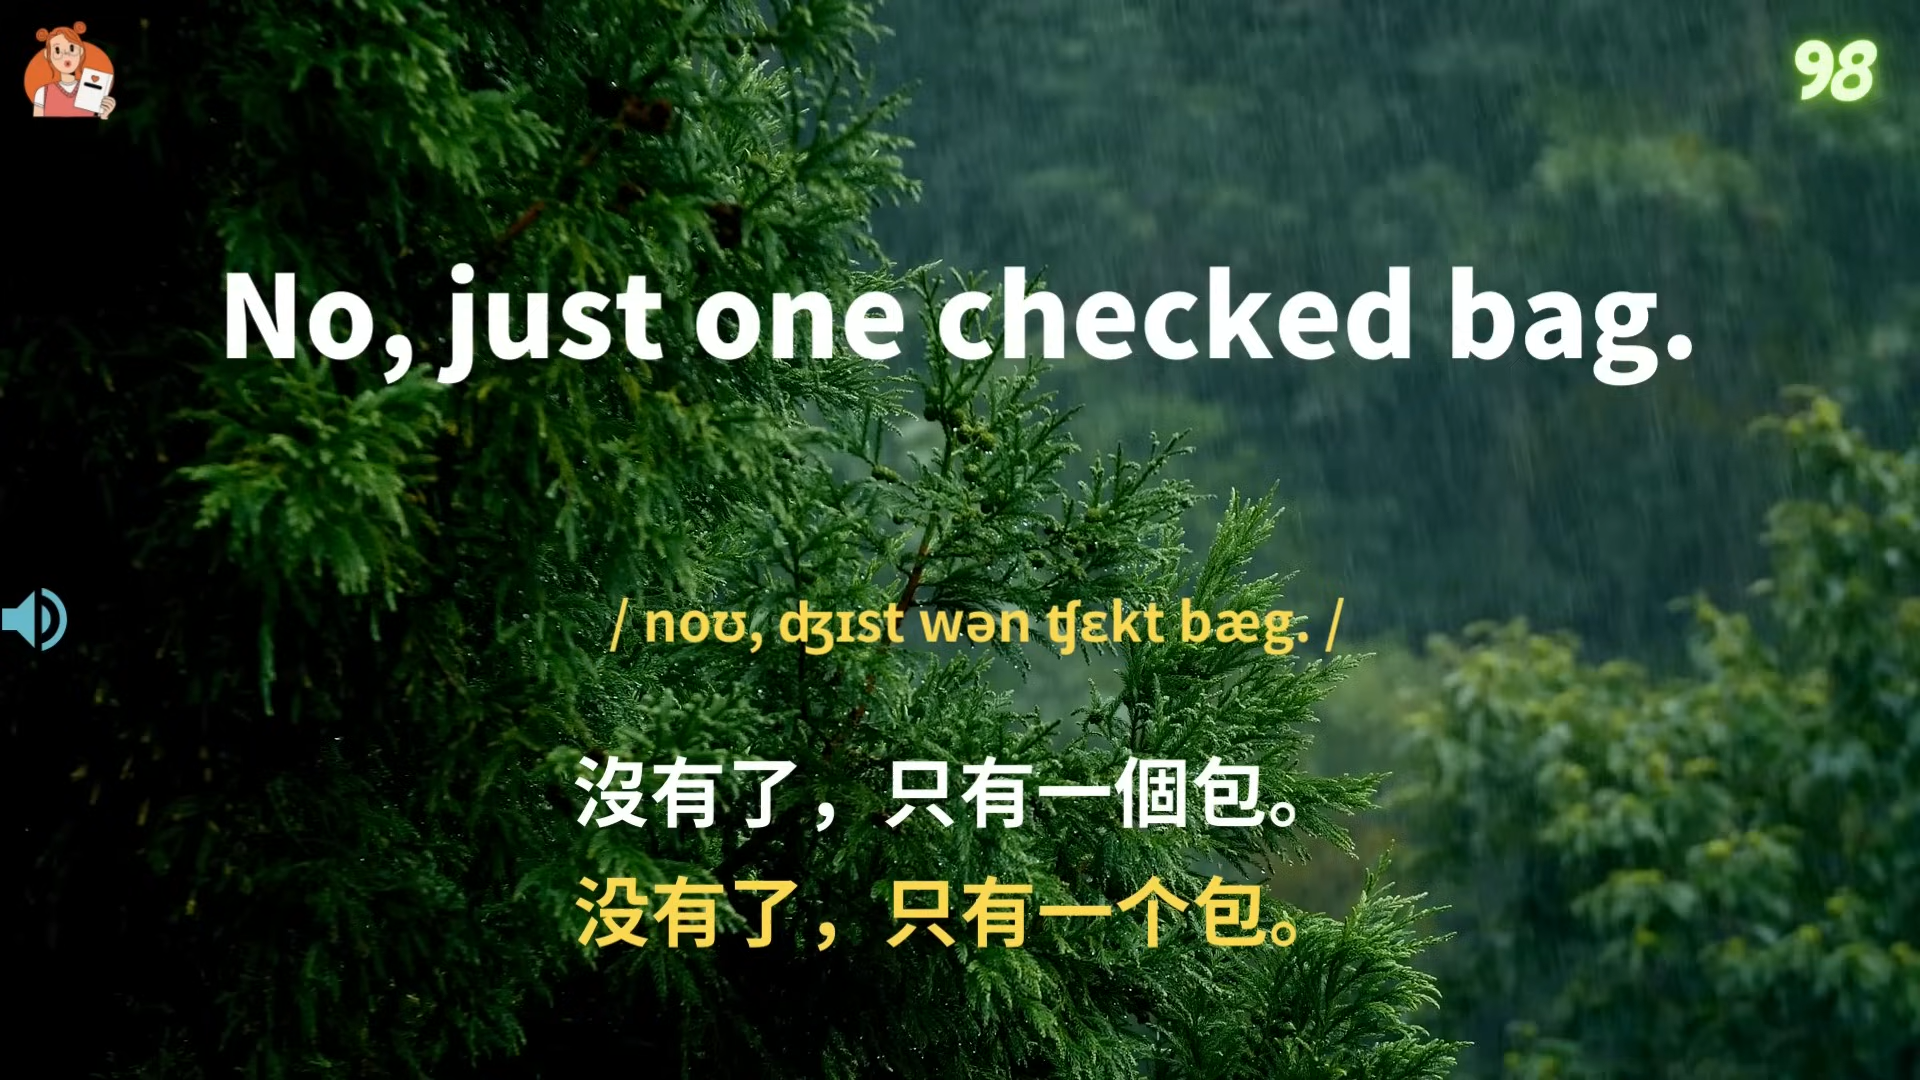 98
No, just one checked bag.
/ noʊ, ʤɪst wən ʧɛkt bæg. /
沒有了，只有一個包。
没有了，只有一个包。